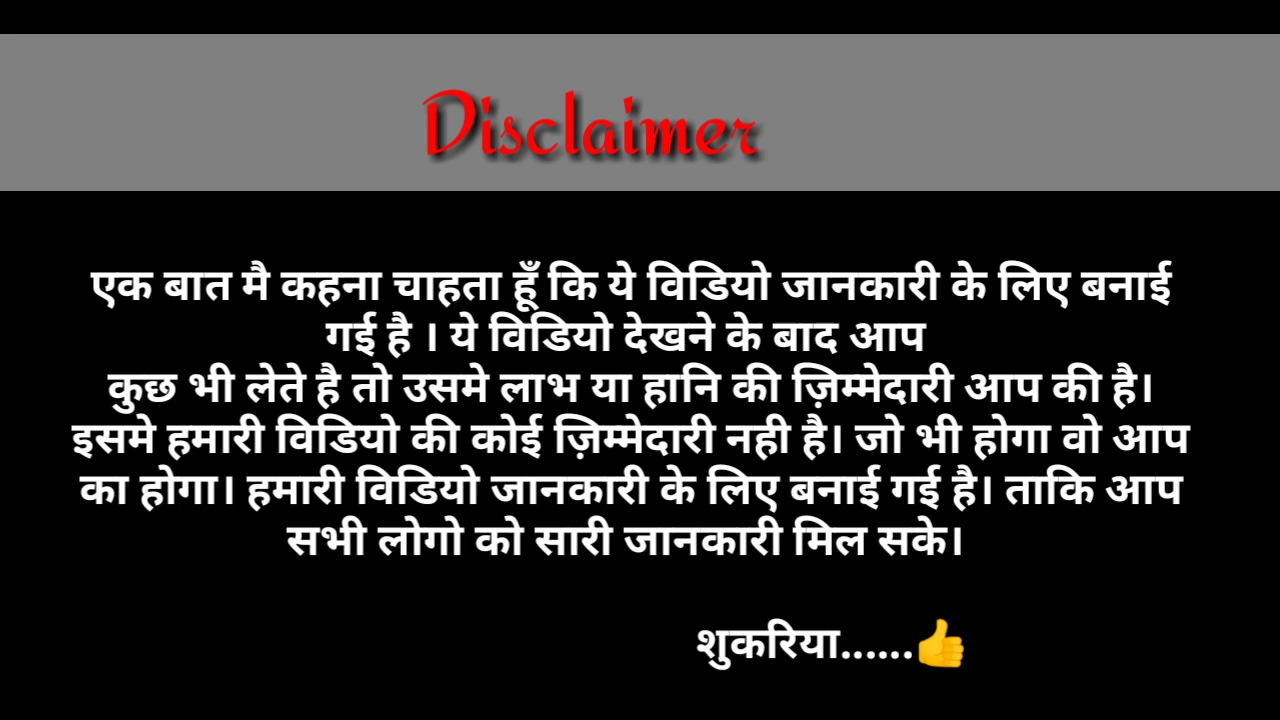 Disclaimer
एक बात मै कहना चाहता हूँ कि ये विडियो जानकारी के लिए बनाई
गई है । ये विडियो देखने के बाद आप
कुछ भी लेते है तो उसमे लाभ या हानि की ज़िम्मेदारी आप की है।
इसमे हमारी विडियो की कोई ज़िम्मेदारी नही है। जो भी होगा वो आप
का होगा। हमारी विडियो जानकारी के लिए बनाई गई है। ताकि आप
सभी लोगो को सारी जानकारी मिल सके।
शुकरिया......👍